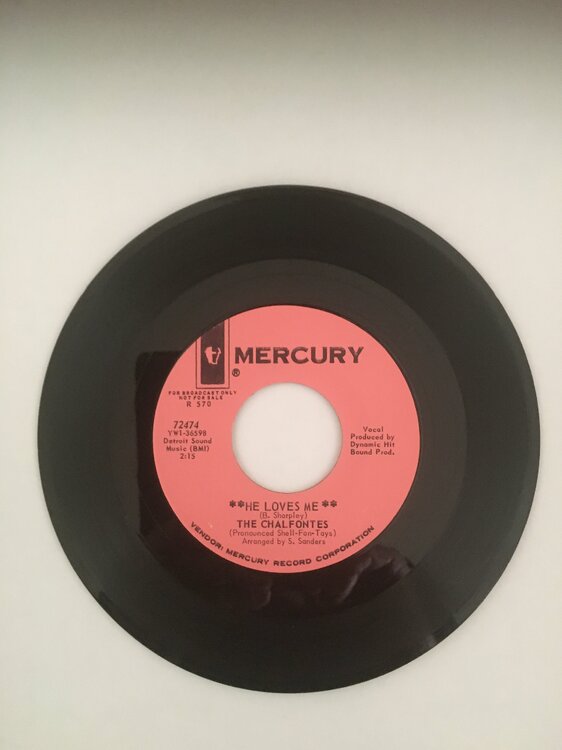 MERCURY
®
FOR BROADCAST ONLY
NOT FOR SALE
R 570
72474
YW1-36598
Detroit Sound
Music (BMI)
2:15
Vocal
Produced by
Dynamic Hit
Bound Prod.
**HE LOVES ME**
(B. Sharpley)
THE CHALFONTES
(Pronounced Shell-Fon-Tays)
Arranged by S. Sanders
VENDOR: MERCURY RECORD CORPORATION